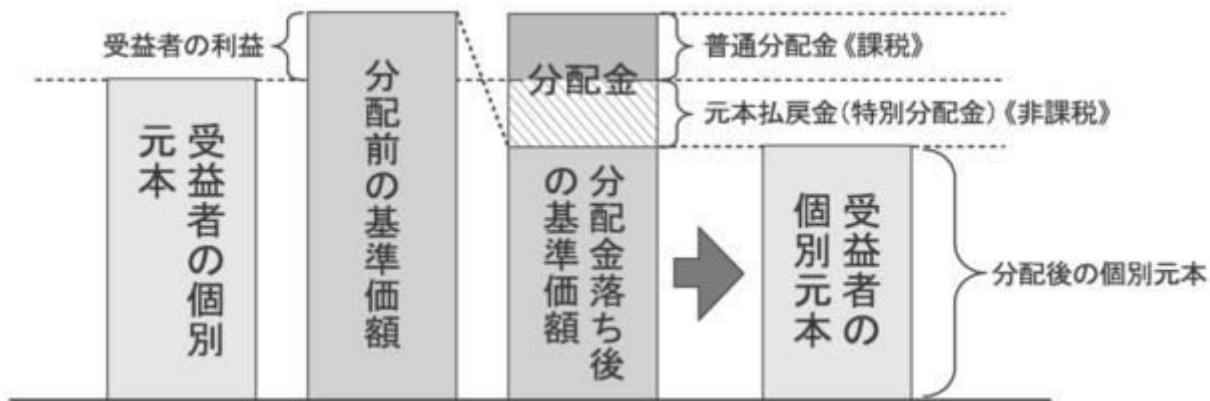 受益者の利益
受益者の個別
元本
分配前の基準価額
分配金
分配金落ち後
の基準価額
普通分配金《課税》
元本払戻金(特別分配金)《非課税》
受益者の
個別元本
分配後の個別元本